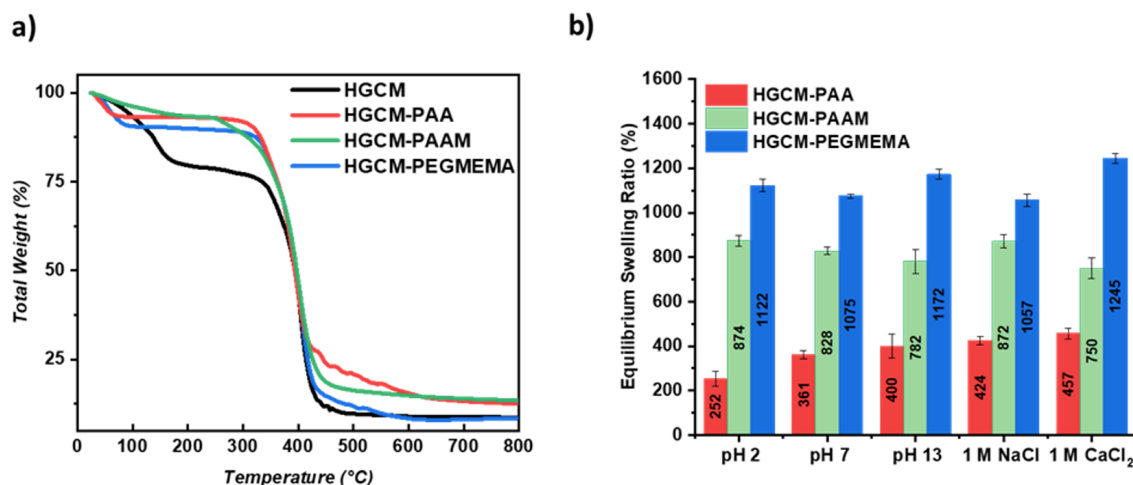 a)
100
75
50
25
Total Weight (%)
HGCM
HGCM-PAA
HGCM-PAAM
HGCM-PEGMEMA
0 100 200 300 400 500 600 700 800
Temperature (°C)
b)
1600
1400
1200
1000
800
600
400
200
0
Equilibrium Swelling Ratio (%)
HGCM-PAA
HGCM-PAAM
HGCM-PEGMEMA
252 874 1122
361 828 1075
400 782 1172
424 872 1057
457 750 1245
pH 2 pH 7 pH 13 1 M NaCl 1 M CaCl₂